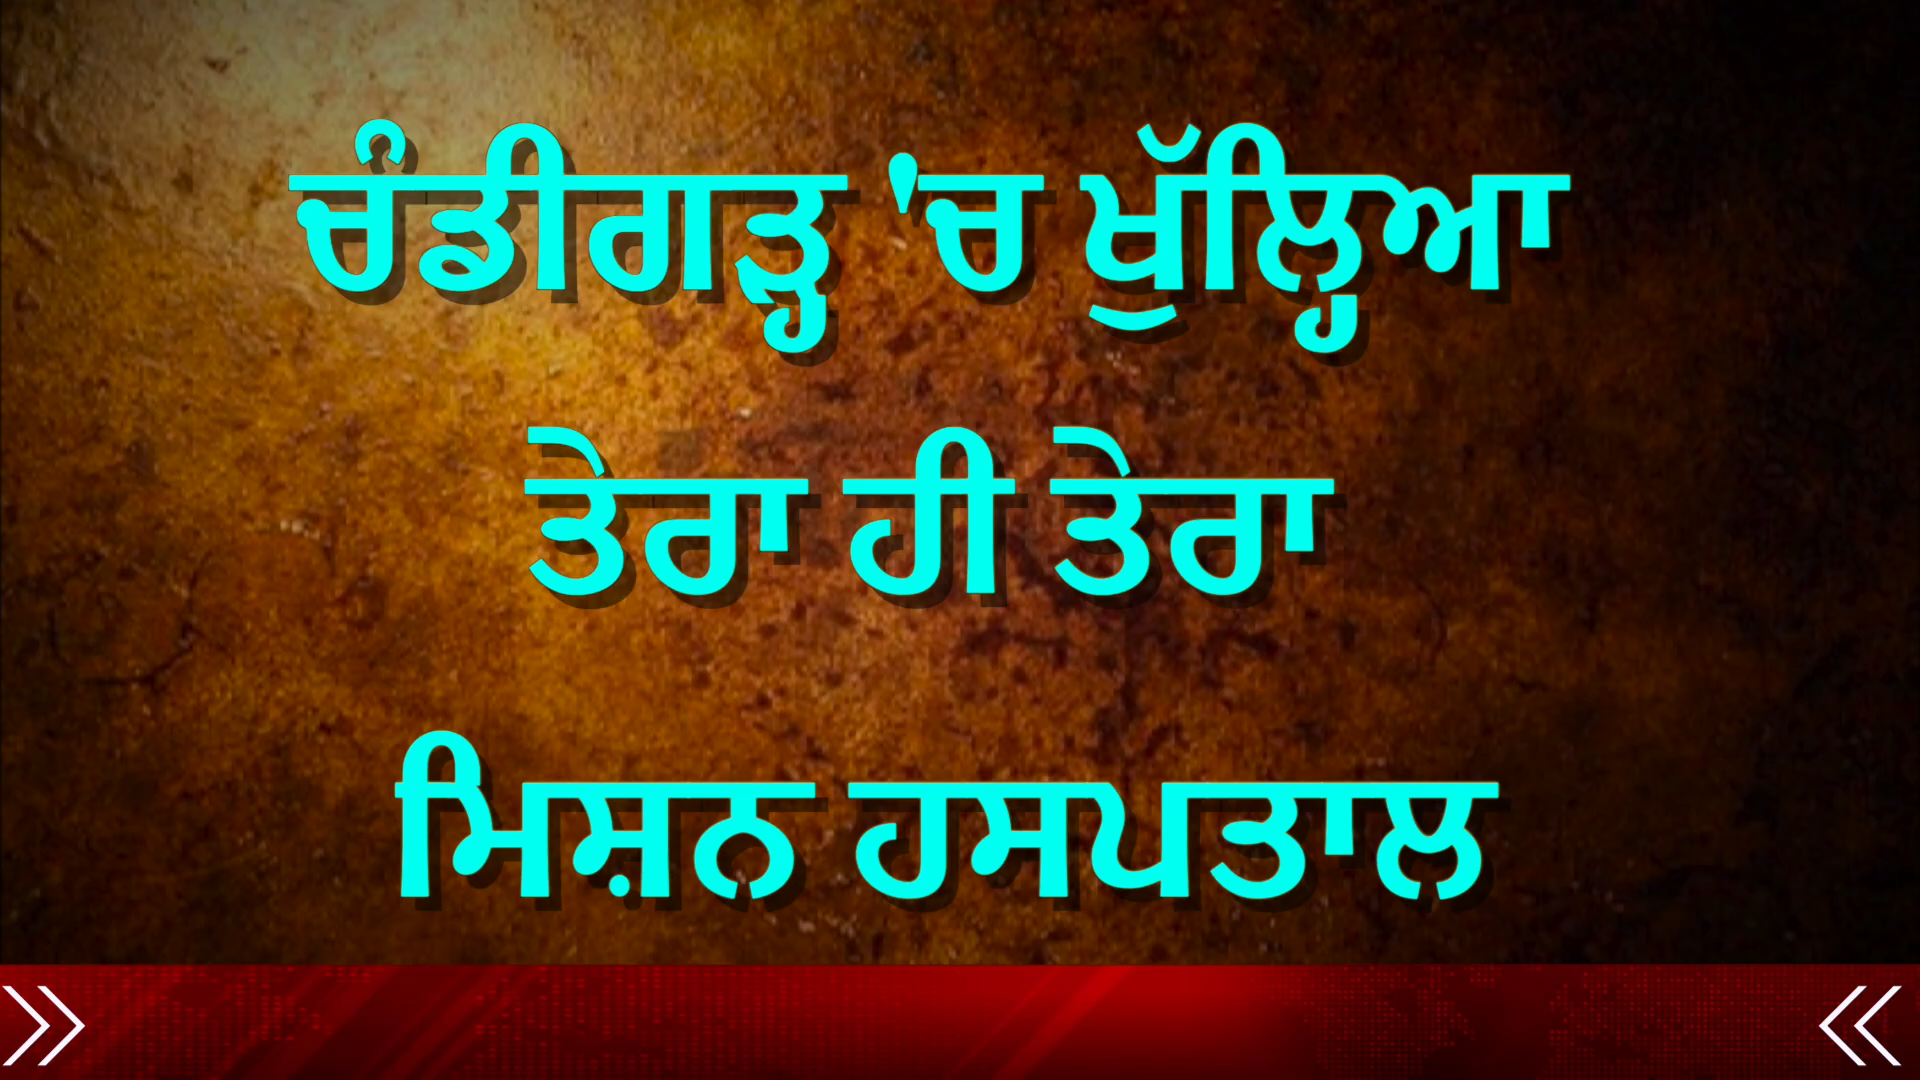 ਚੰਡੀਗੜ੍ਹ 'ਚ ਖੁੱਲ੍ਹਿਆ
ਤੇਰਾ ਹੀ ਤੇਰਾ
ਮਿਸ਼ਨ ਹਸਪਤਾਲ